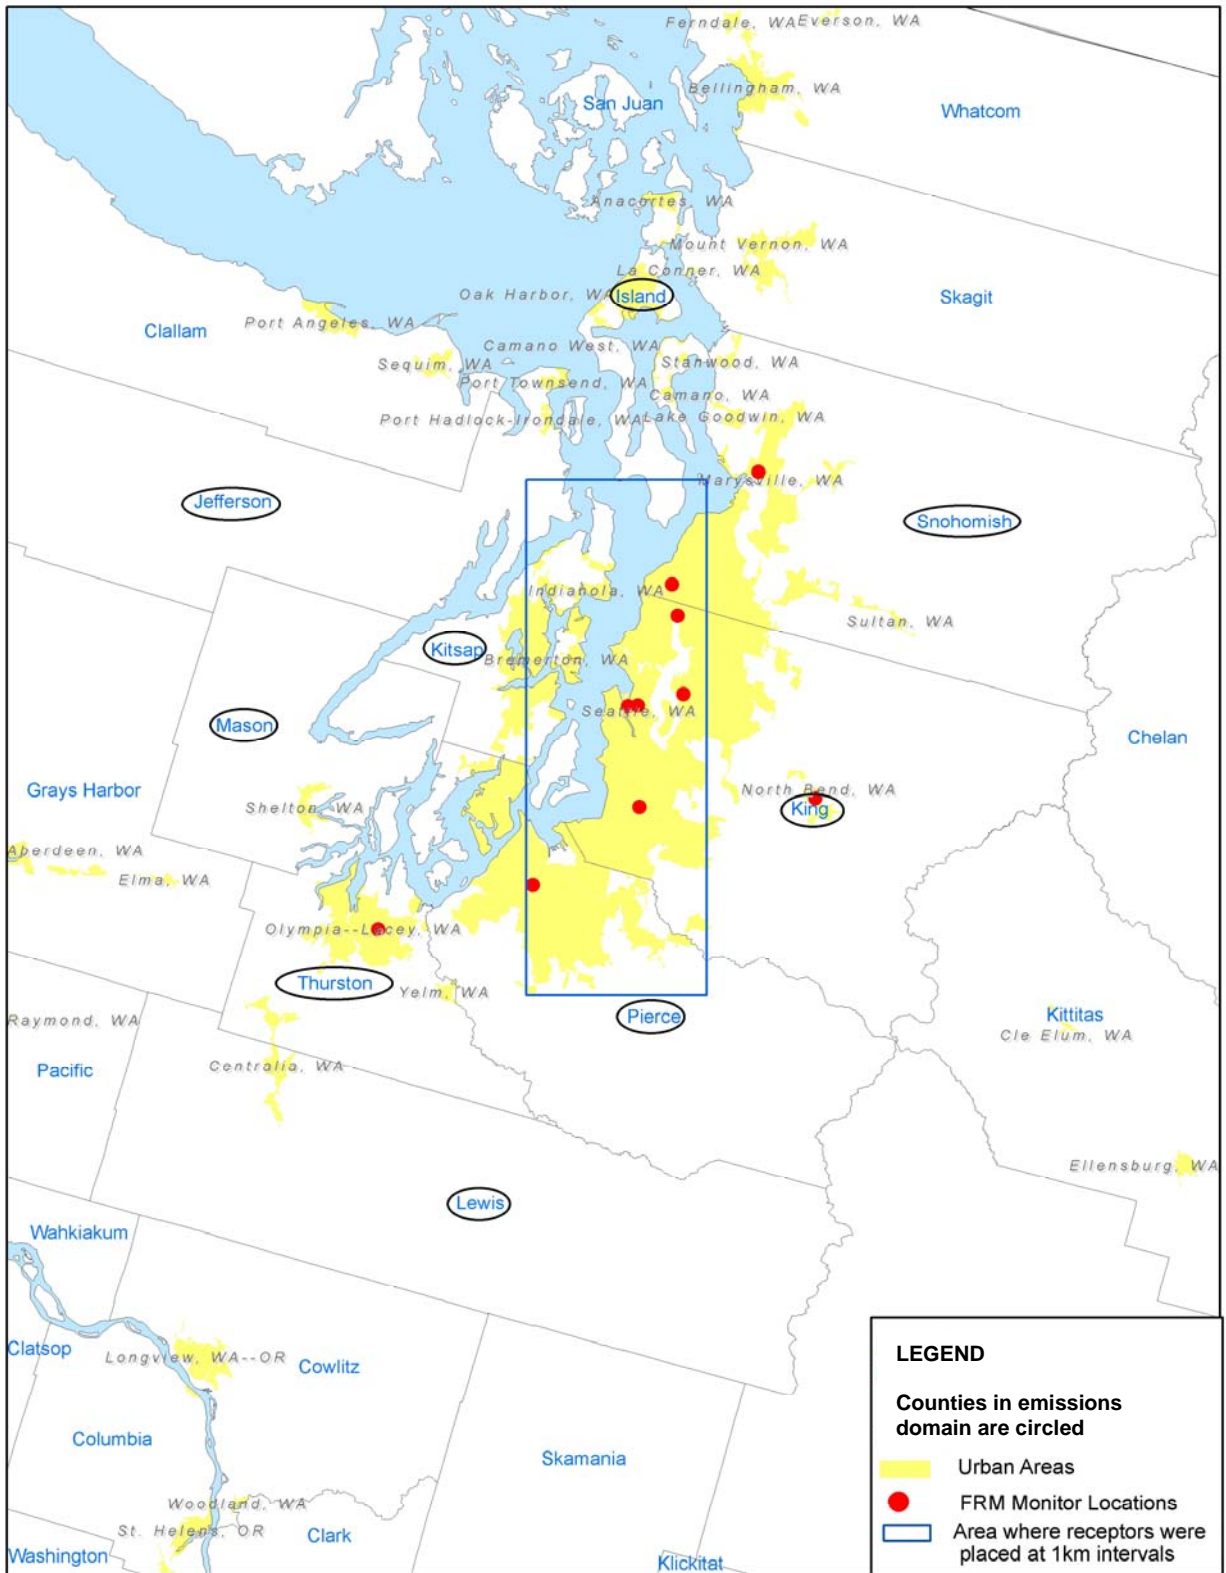 Ferndale, WA
Everson, WA
Bellingham, WA
San Juan
Whatcom
Anacortes, WA
Mount Vernon, WA
La Conner, WA
Oak Harbor, WA
Island
Skagit
Port Angeles, WA
Clallam
Camano West, WA
Sequim, WA
Stanwood, WA
Port Townsend, WA
Camano, WA
Port Hadlock-Irondale, WA
Lake Goodwin, WA
Marysville, WA
Jefferson
Snohomish
Indianola, WA
Sultan, WA
Kitsap
Bremerton, WA
Seattle, WA
Mason
Chelan
Grays Harbor
North Bend, WA
Shelton, WA
King
Aberdeen, WA
Elma, WA
Olympia--Lacey, WA
Thurston
Yelm, WA
Pierce
Kittitas
Raymond, WA
Cle Elum, WA
Pacific
Centralia, WA
Ellensburg, WA
Lewis
Wahkiakum
Clatsop
Longview, WA--OR
Cowlitz
Columbia
Skamania
Woodland, WA
St. Helens, OR
Clark
Washington
Klickitat
LEGEND
Counties in emissions
domain are circled
Urban Areas
FRM Monitor Locations
Area where receptors were
placed at 1km intervals